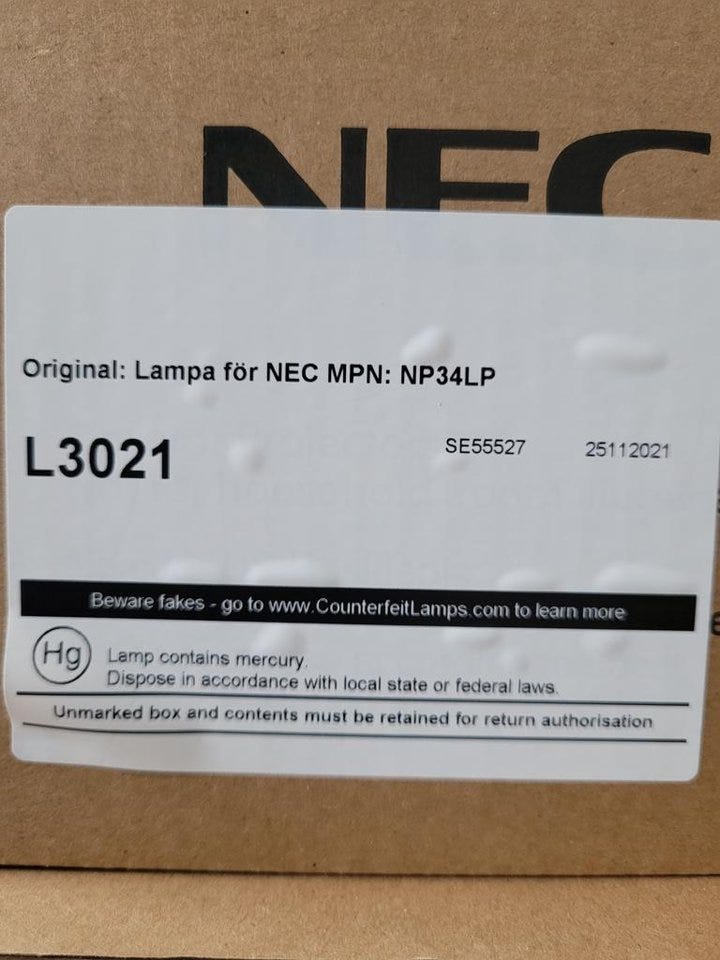 NEC
Original: Lampa för NEC MPN: NP34LP
L3021
SE55527 25112021
Beware fakes - go to www.CounterfeitLamps.com to learn more
Hg
Lamp contains mercury.
Dispose in accordance with local state or federal laws.
Unmarked box and contents must be retained for return authorisation